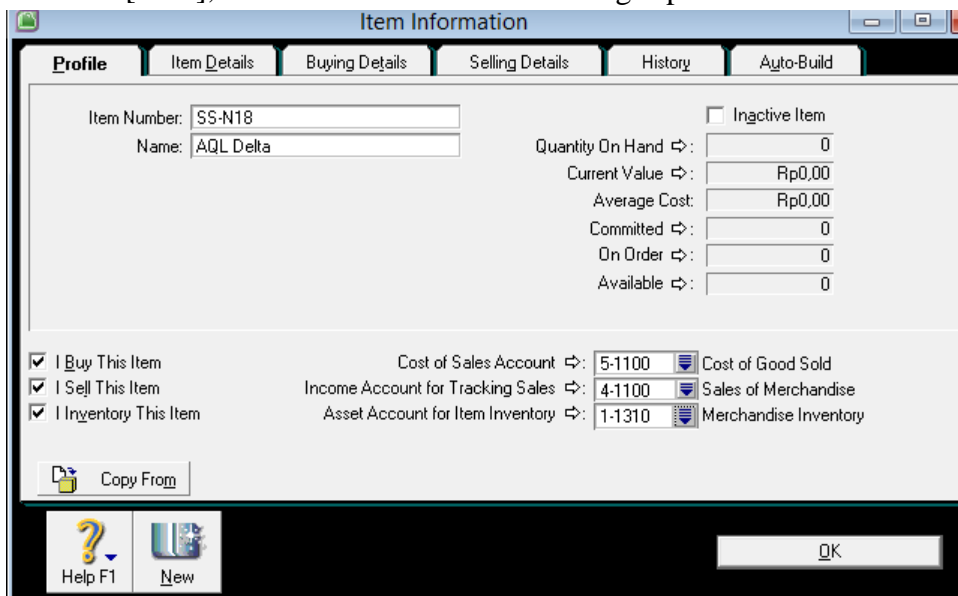 Item Information
Profile Item Details Buying Details Selling Details History Auto-Build
Item Number: SS-N18
Name: AQL Delta
Inactive Item
Quantity On Hand ⇨: 0
Current Value ⇨: Rp0,00
Average Cost: Rp0,00
Committed ⇨: 0
On Order ⇨: 0
Available ⇨: 0
I Buy This Item
I Sell This Item
I Inventory This Item
Cost of Sales Account ⇨: 5-1100 Cost of Good Sold
Income Account for Tracking Sales ⇨: 4-1100 Sales of Merchandise
Asset Account for Item Inventory ⇨: 1-1310 Merchandise Inventory
Copy From
Help F1 New
OK